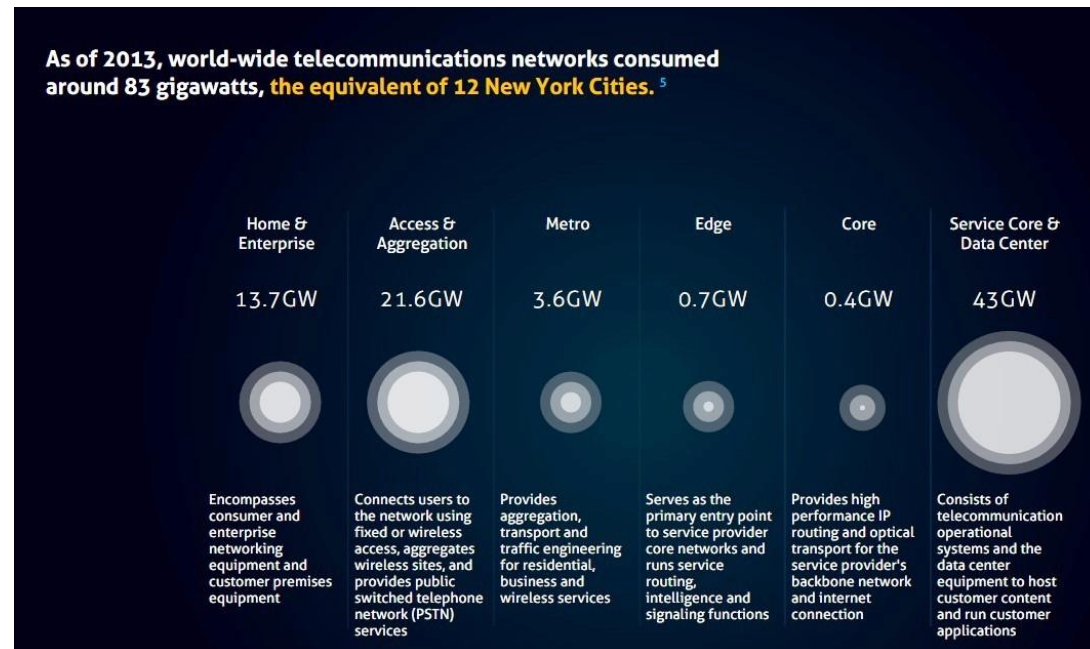 As of 2013, world-wide telecommunications networks consumed
around 83 gigawatts, the equivalent of 12 New York Cities. 5
Home &
Enterprise
13.7GW
Encompasses
consumer and
enterprise
networking
equipment and
customer premises
equipment
Access &
Aggregation
21.6GW
Connects users to
the network using
fixed or wireless
access, aggregates
wireless sites, and
provides public
switched telephone
network (PSTN)
services
Metro
3.6GW
Provides
aggregation,
transport and
traffic engineering
for residential,
business and
wireless services
Edge
0.7GW
Serves as the
primary entry point
to service provider
core networks and
runs service
routing,
intelligence and
signaling functions
Core
0.4GW
Provides high
performance IP
routing and optical
transport for the
service provider's
backbone network
and internet
connection
Service Core &
Data Center
43GW
Consists of
telecommunication
operational
systems and the
data center
equipment to host
customer content
and run customer
applications